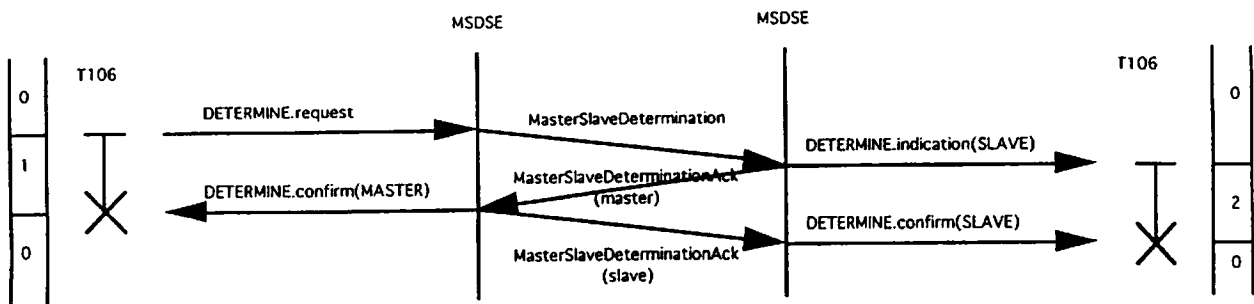 MSDSE
MSDSE
T106
T106
0
0
DETERMINE.request
MasterSlaveDetermination
DETERMINE.indication(SLAVE)
1
MasterSlaveDeterminationAck
(master)
DETERMINE.confirm(MASTER)
2
DETERMINE.confirm(SLAVE)
0
MasterSlaveDeterminationAck
(slave)
0